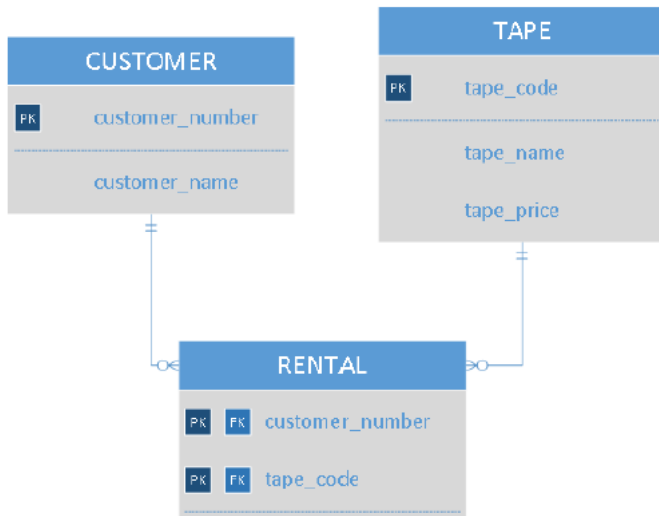 CUSTOMER
PK customer_number
customer_name
TAPE
PK tape_code
tape_name
tape_price
RENTAL
PK FK customer_number
PK FK tape_code